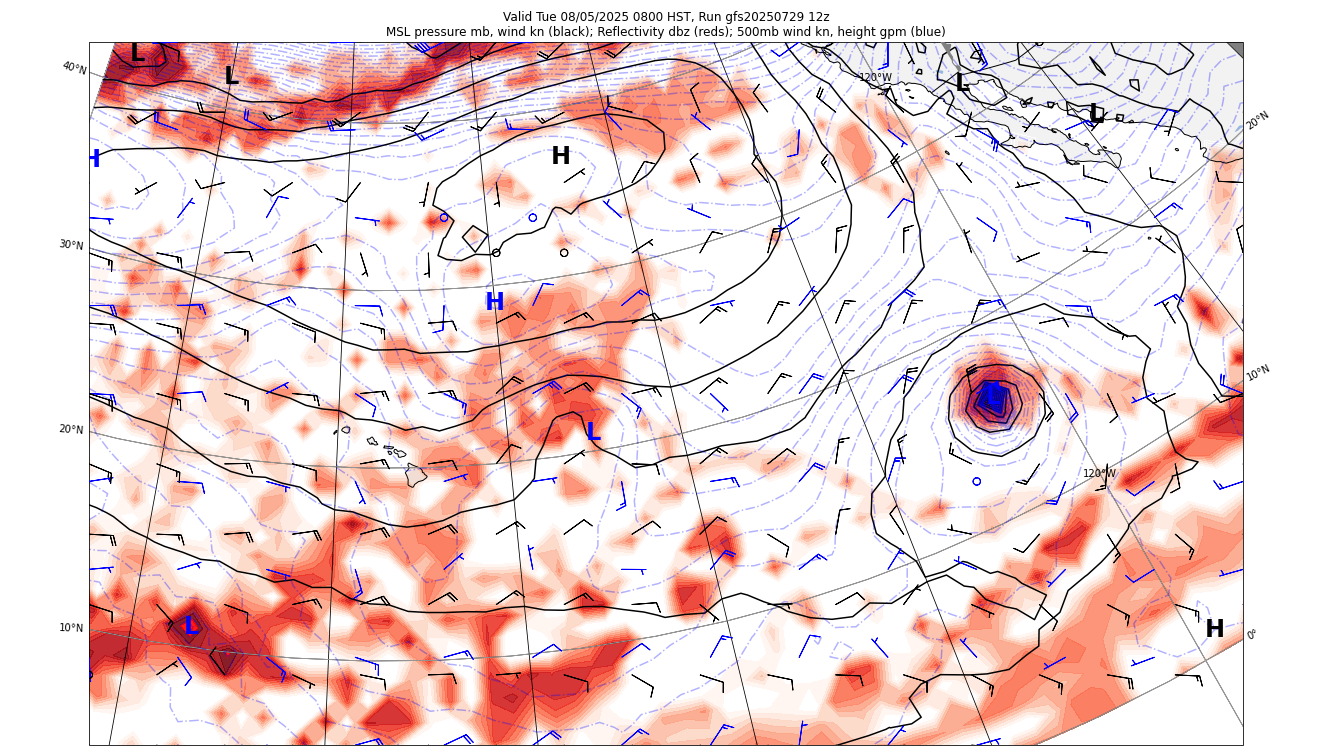 Valid Tue 08/05/2025 0800 HST, Run gfs20250729 12z
MSL pressure mb, wind kn (black); Reflectivity dbz (reds); 500mb wind kn, height gpm (blue)
L
40°N
L
120°W
L
L
20°N
H
H
30°N
H
10°N
20°N
L
120°W
10°N
L
H
0°